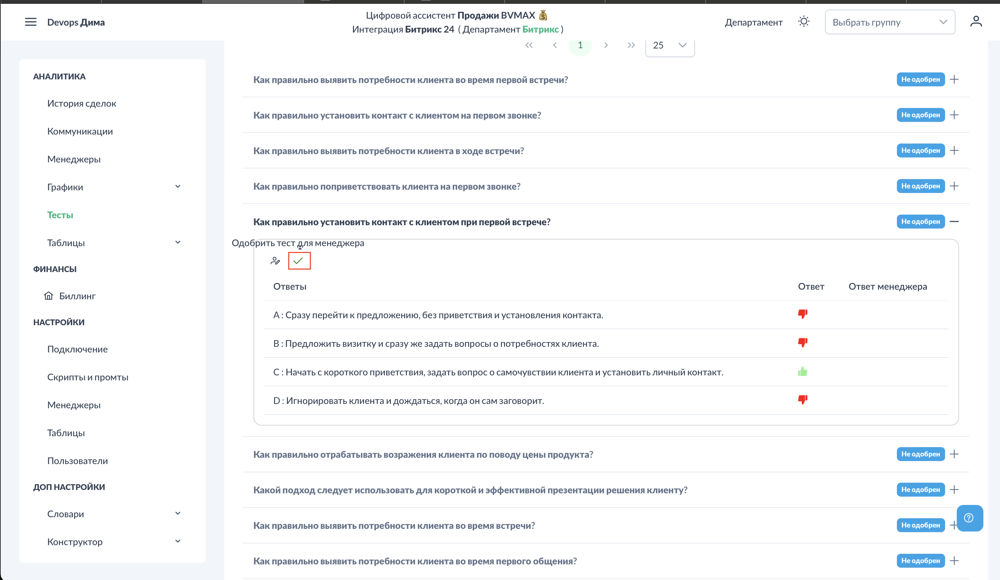 Devops Дима
Цифровой ассистент Продажи BVMAX
Интеграция Битрикс 24 ( Департамент Битрикс )
Департамент
Выбрать группу
1
25
АНАЛИТИКА
История сделок
Коммуникации
Менеджеры
Графики
Тесты
Таблицы
ФИНАНСЫ
Биллинг
НАСТРОЙКИ
Подключение
Скрипты и промты
Менеджеры
Таблицы
Пользователи
ДОП НАСТРОЙКИ
Словари
Конструктор
Как правильно выявить потребности клиента во время первой встречи?
Не одобрен
Как правильно установить контакт с клиентом на первом звонке?
Не одобрен
Как правильно выявить потребности клиента в ходе встречи?
Не одобрен
Как правильно поприветствовать клиента на первом звонке?
Не одобрен
Как правильно установить контакт с клиентом при первой встрече?
Не одобрен
Одобрить тест для менеджера
Ответы
Ответ
Ответ менеджера
A : Сразу перейти к предложению, без приветствия и установления контакта.
B : Предложить визитку и сразу же задать вопросы о потребностях клиента.
C : Начать с короткого приветствия, задать вопрос о самочувствии клиента и установить личный контакт.
D : Игнорировать клиента и дождаться, когда он сам заговорит.
Как правильно отрабатывать возражения клиента по поводу цены продукта?
Не одобрен
Какой подход следует использовать для короткой и эффективной презентации решения клиенту?
Не одобрен
Как правильно выявить потребности клиента во время встречи?
Не одобрен
Как правильно выявить потребности клиента во время первого общения?
Не одобрен